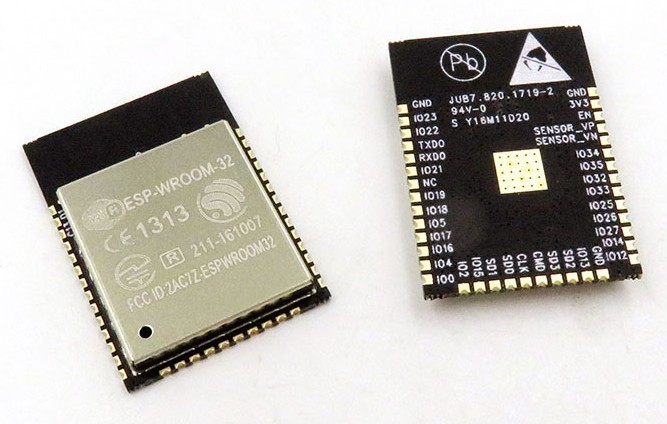 ESP-WROOM-32
CE1313
R 211-161007
FCC ID:2AC7Z-ESPWROOM32
Pb
JUB7.820.1719-2
94V-0
S Y16M11D20
GND
IO23
IO22
TXD0
RXD0
IO21
NC
IO19
IO18
IO5
IO17
IO16
IO4
IO0
IO2
IO15
SD1
SD0
CLK
CMD
SD3
SD2
IO13
GND
GND
3V3
EN
SENSOR_VP
SENSOR_VN
IO34
IO35
IO32
IO33
IO25
IO26
IO27
IO14
IO12